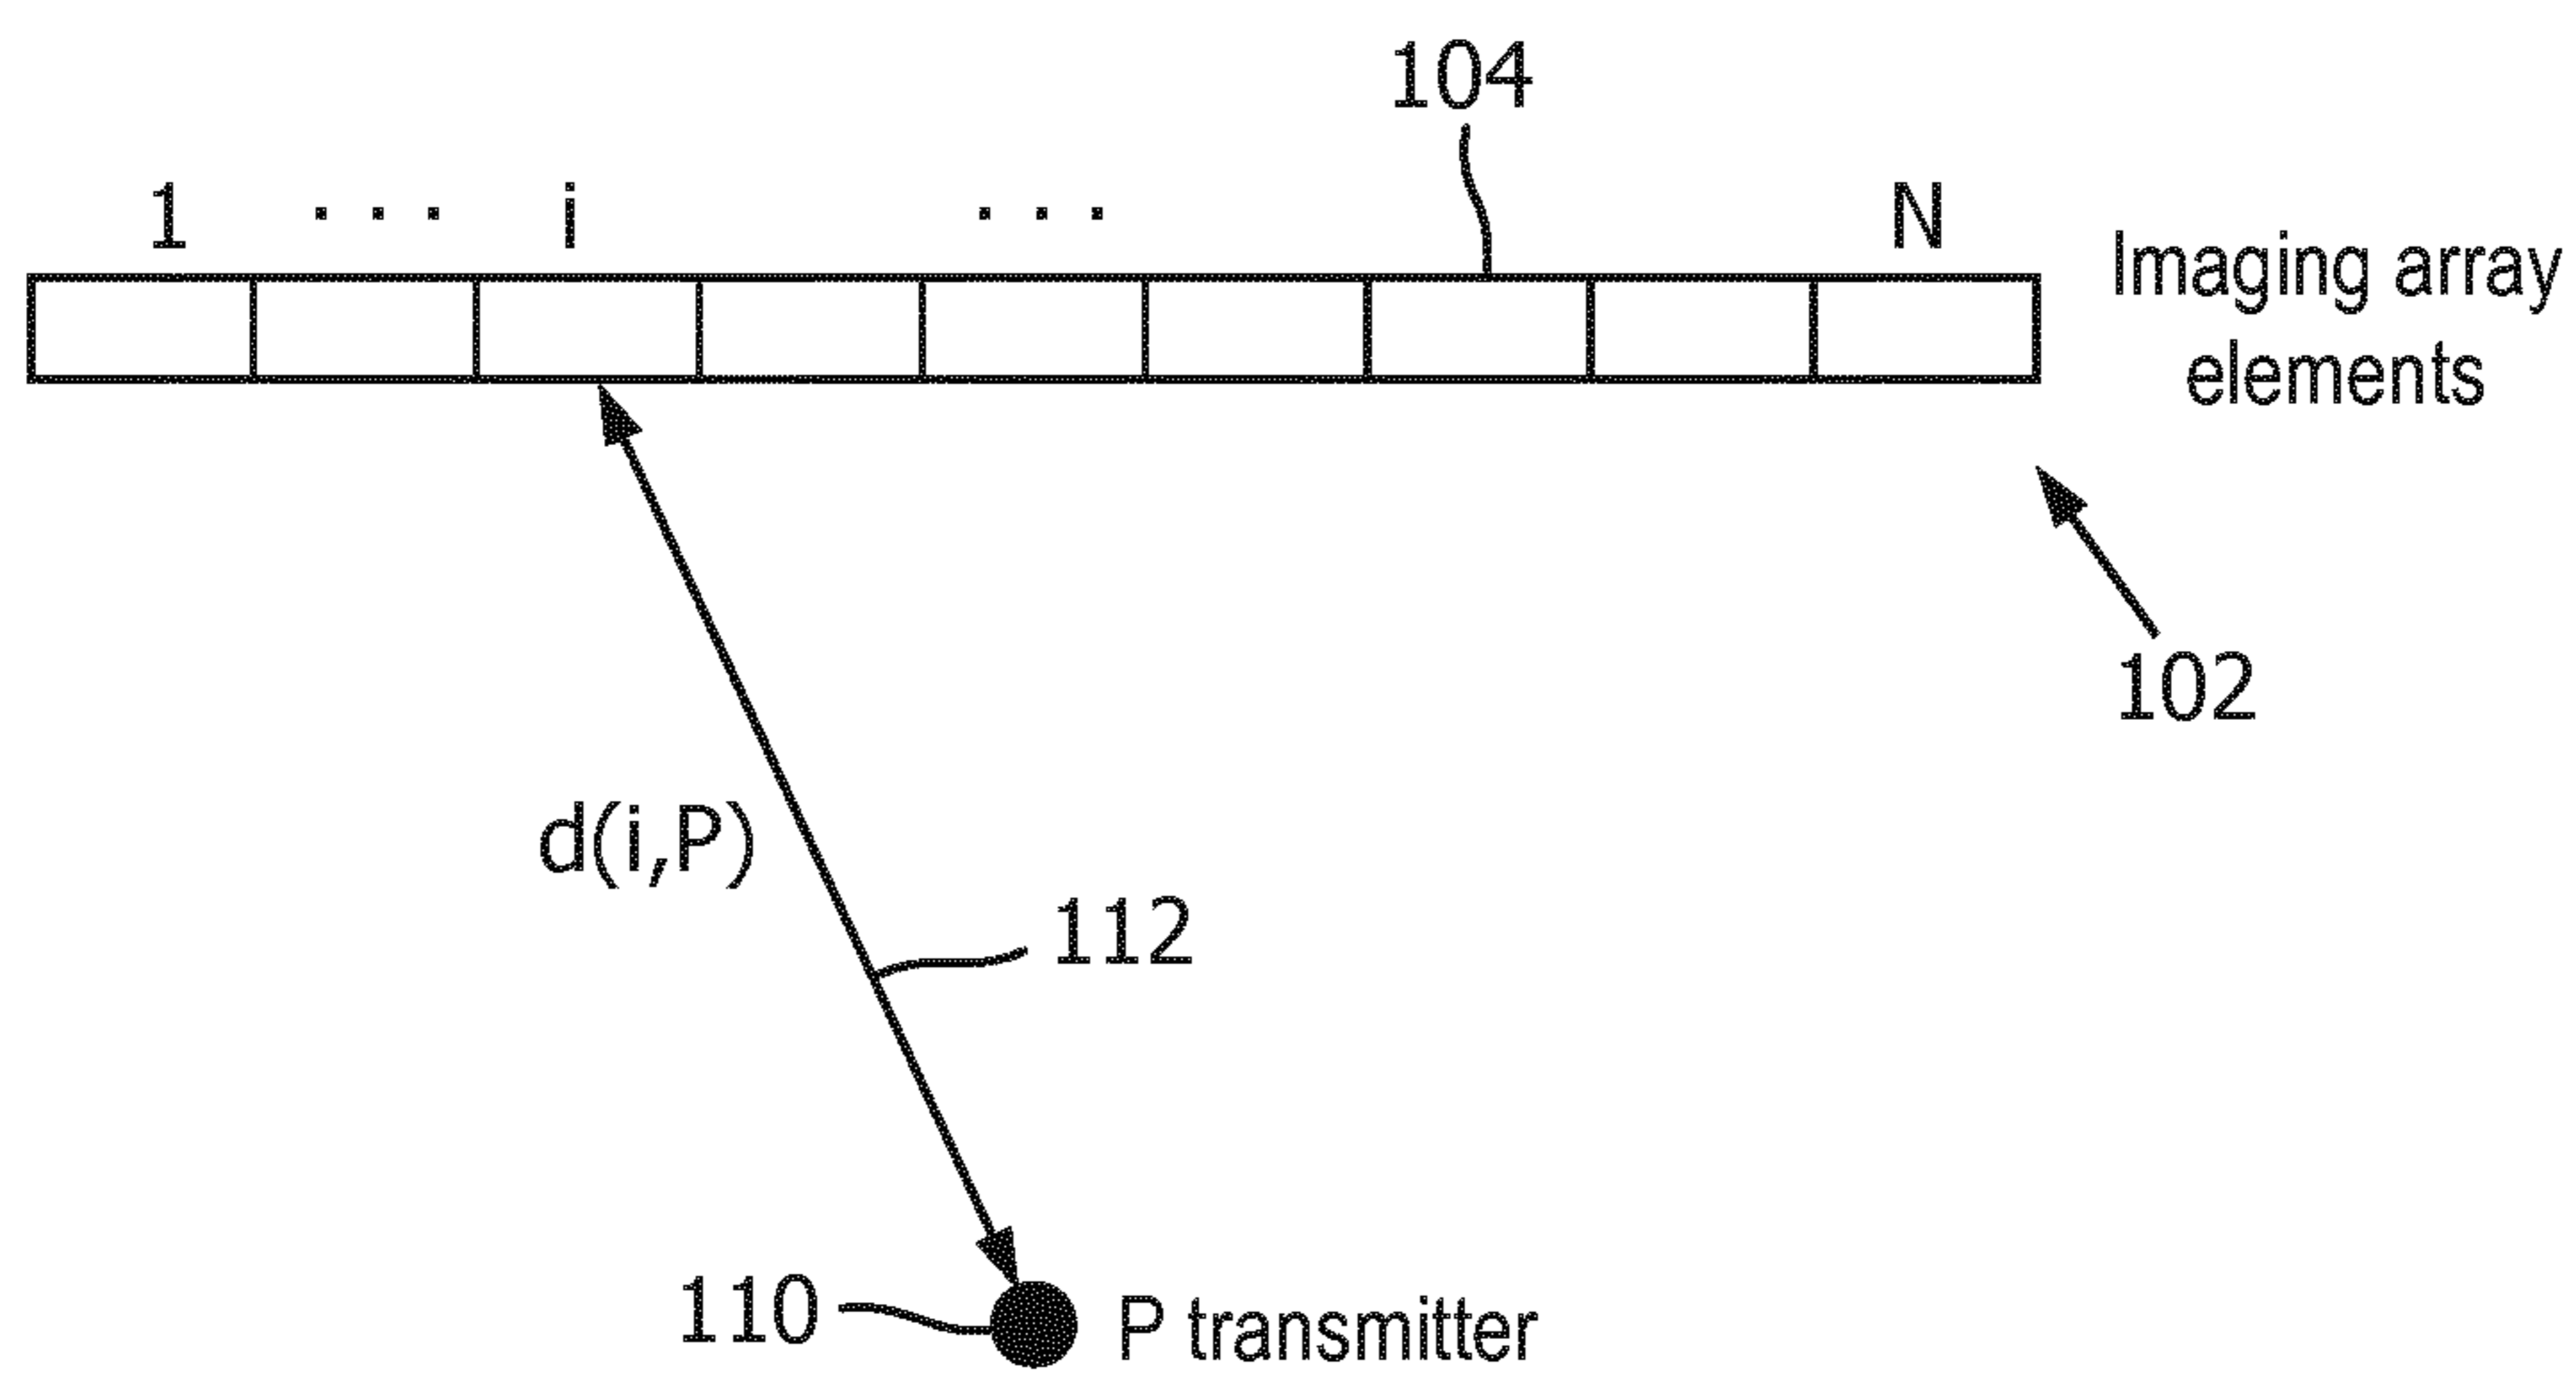 104
1 . . . i . . . N
Imaging array
elements
102
d(i,P)
112
110
P transmitter